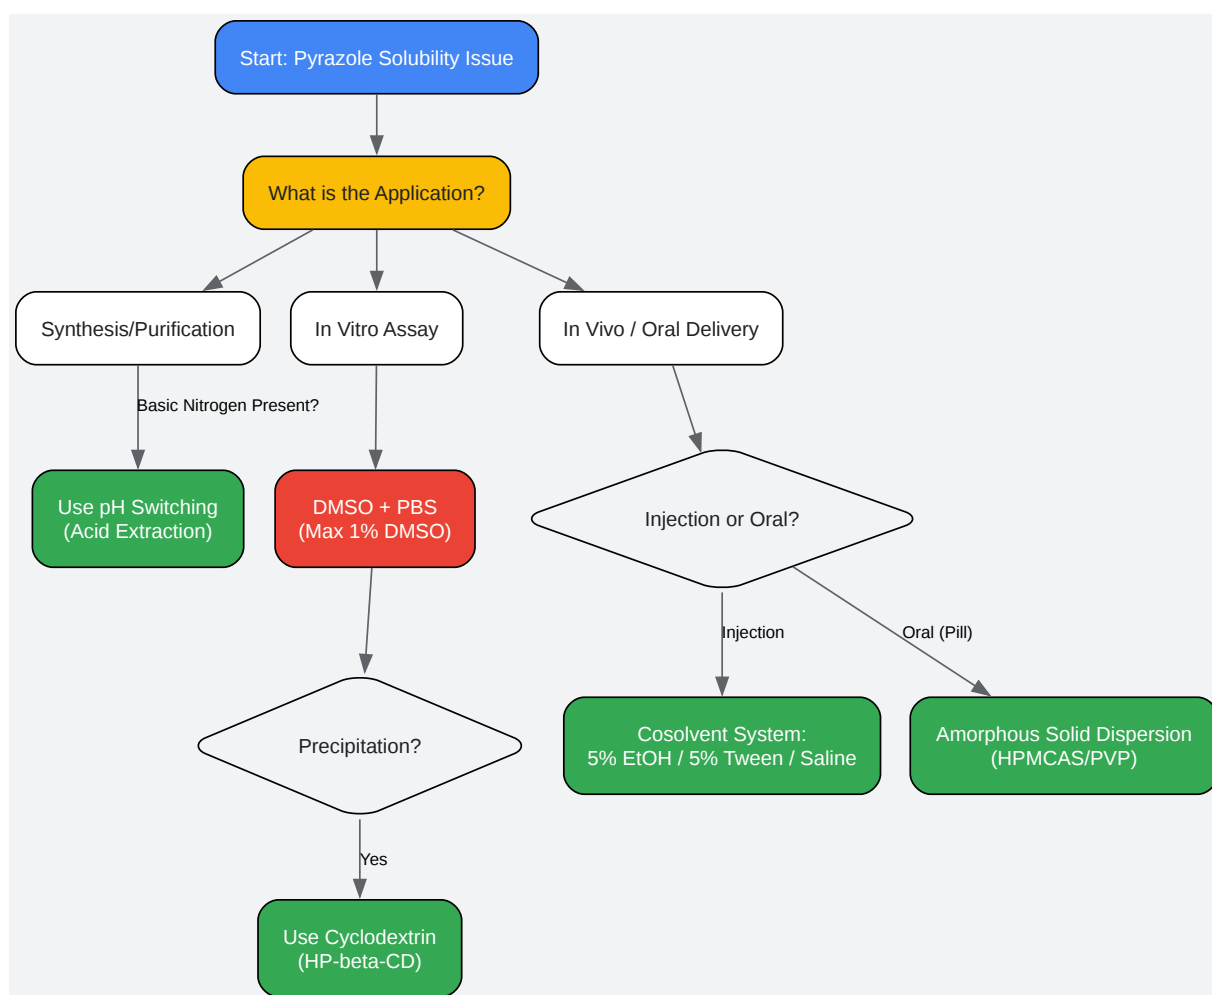 Start: Pyrazole Solubility Issue
What is the Application?
Synthesis/Purification
In Vitro Assay
In Vivo / Oral Delivery
Basic Nitrogen Present?
Use pH Switching
(Acid Extraction)
DMSO + PBS
(Max 1% DMSO)
Injection or Oral?
Injection
Oral (Pill)
Precipitation?
Cosolvent System:
5% EtOH / 5% Tween / Saline
Amorphous Solid Dispersion
(HPMCAS/PVP)
Yes
Use Cyclodextrin
(HP-beta-CD)